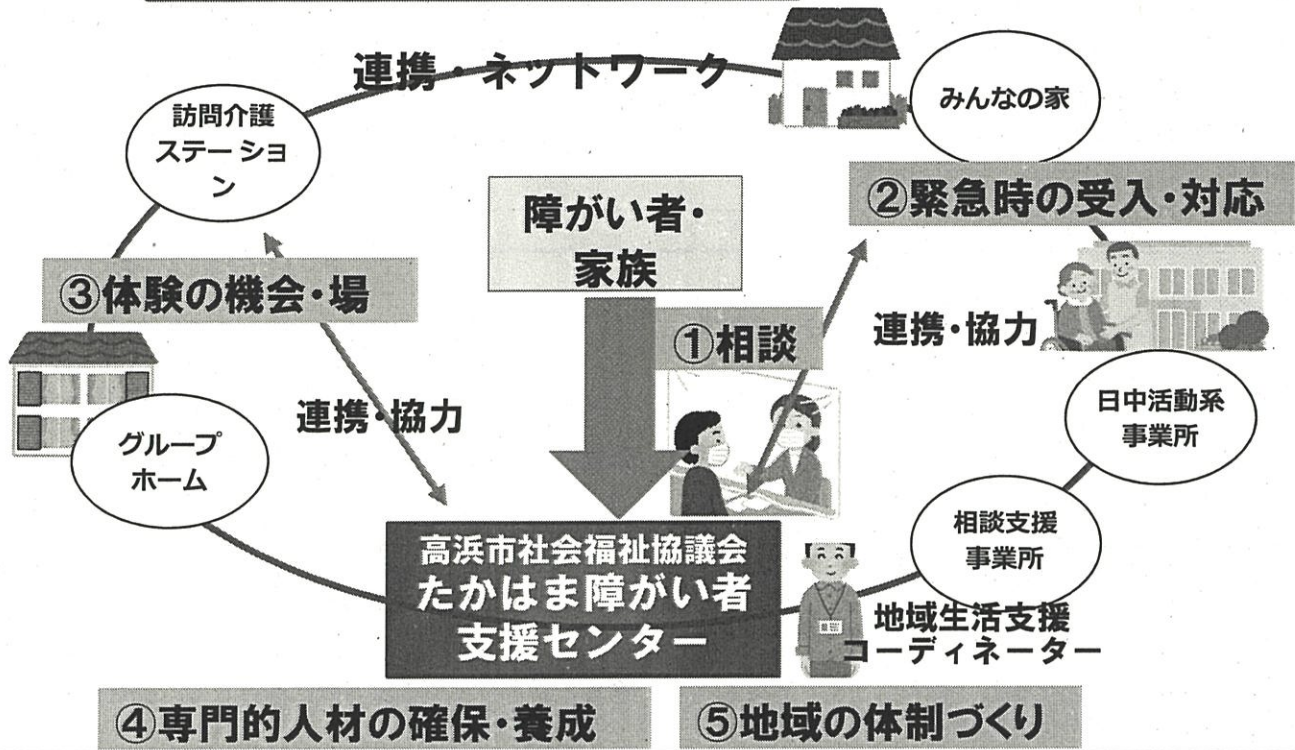 連携・ネットワーク
みんなの家
訪問介護
ステーショ
ン
②緊急時の受入・対応
障がい者・
家族
③体験の機会・場
①相談
連携・協力
連携・協力
日中活動系
事業所
グループ
ホーム
相談支援
事業所
高浜市社会福祉協議会
たかはま障がい者
支援センター
地域生活支援
コーディネーター
④専門的人材の確保・養成
⑤地域の体制づくり